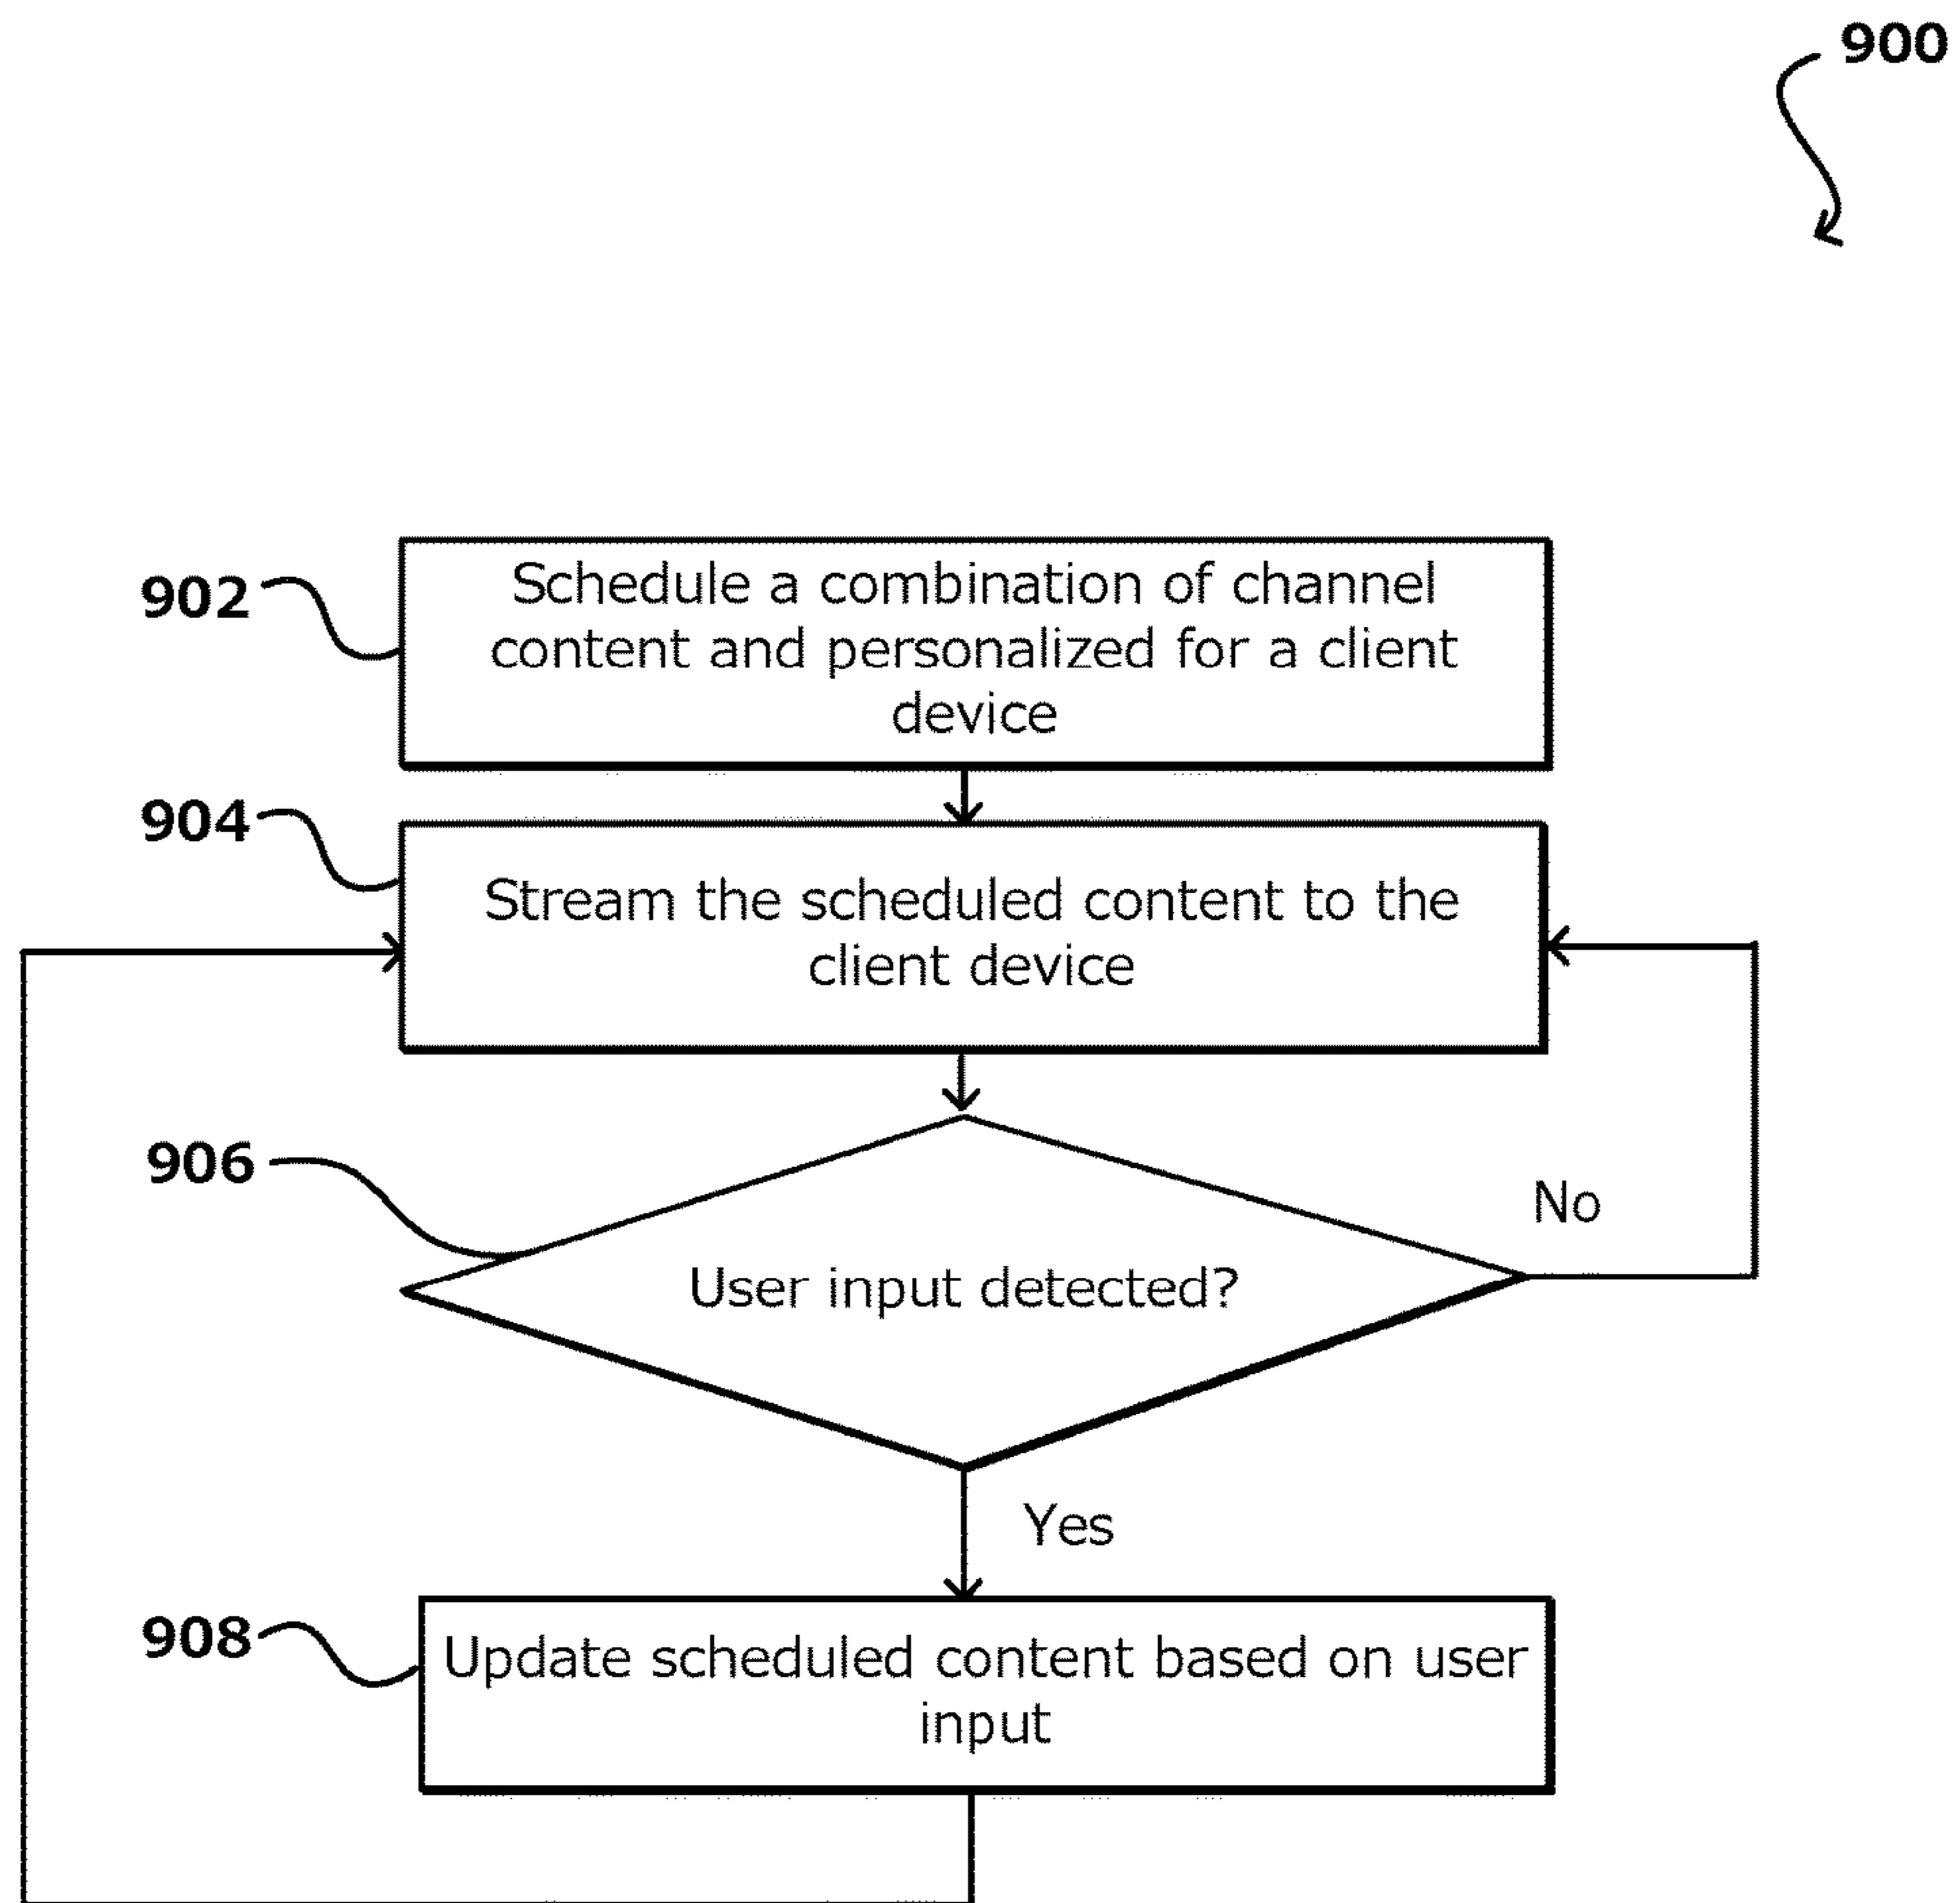 900
902
Schedule a combination of channel
content and personalized for a client
device
904
Stream the scheduled content to the
client device
906
User input detected?
No
Yes
908
Update scheduled content based on user
input